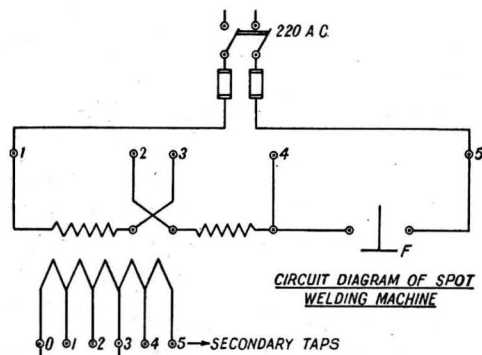 220 A C.
1 2 3 4 5
F
CIRCUIT DIAGRAM OF SPOT
WELDING MACHINE
0 1 2 3 4 5 → SECONDARY TAPS